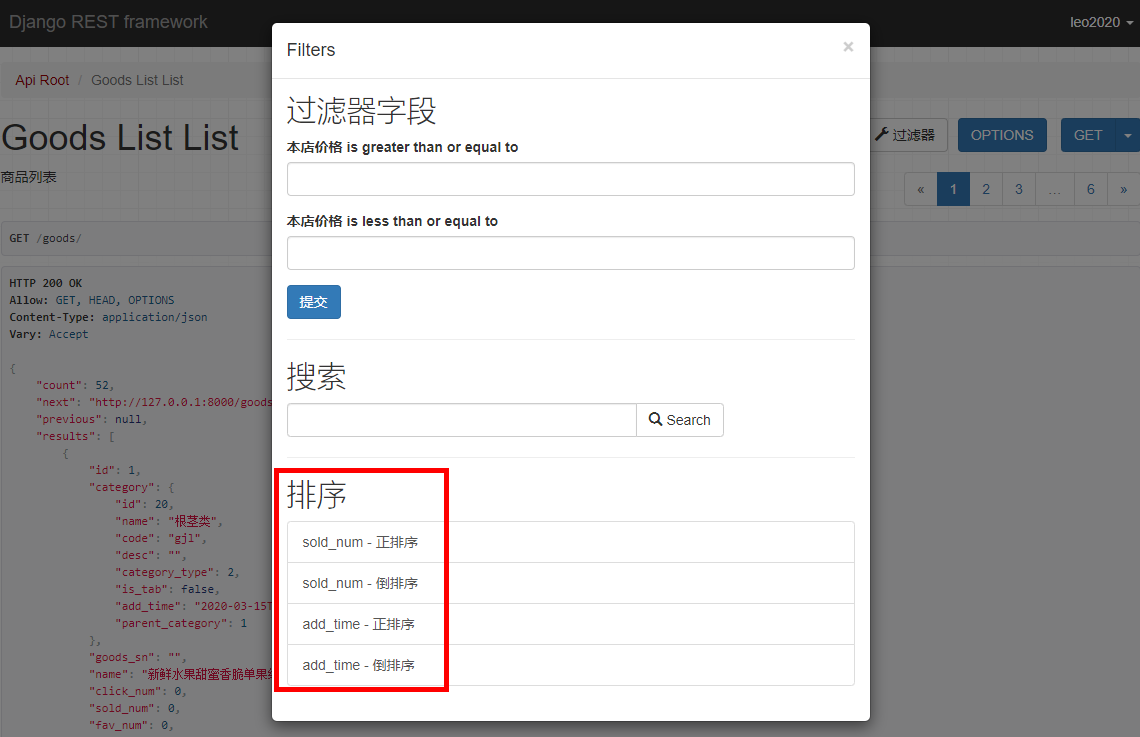 Django REST framework
leo2020
Filters
×
Api Root / Goods List List
过滤器字段
Goods List List
过滤器
OPTIONS
GET
本店价格 is greater than or equal to
商品列表
« 1 2 3 … 6 »
本店价格 is less than or equal to
GET /goods/
HTTP 200 OK
Allow: GET, HEAD, OPTIONS
Content-Type: application/json
Vary: Accept
提交
{
"count": 52,
"next": "http://127.0.0.1:8000/goods
"previous": null,
"results": [
{
"id": 1,
"category": {
"id": 20,
"name": "根茎类",
"code": "gjl",
"desc": "",
"category_type": 2,
"is_tab": false,
"add_time": "2020-03-15T
"parent_category": 1
},
"goods_sn": "",
"name": "新鲜水果甜蜜香脆单果
"click_num": 0,
"sold_num": 0,
"fav_num": 0,
搜索
Search
排序
sold_num - 正排序
sold_num - 倒排序
add_time - 正排序
add_time - 倒排序